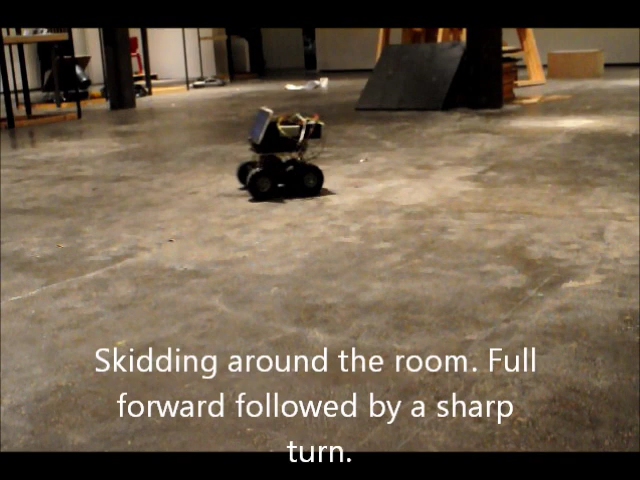 Skidding around the room. Full
forward followed by a sharp
turn.